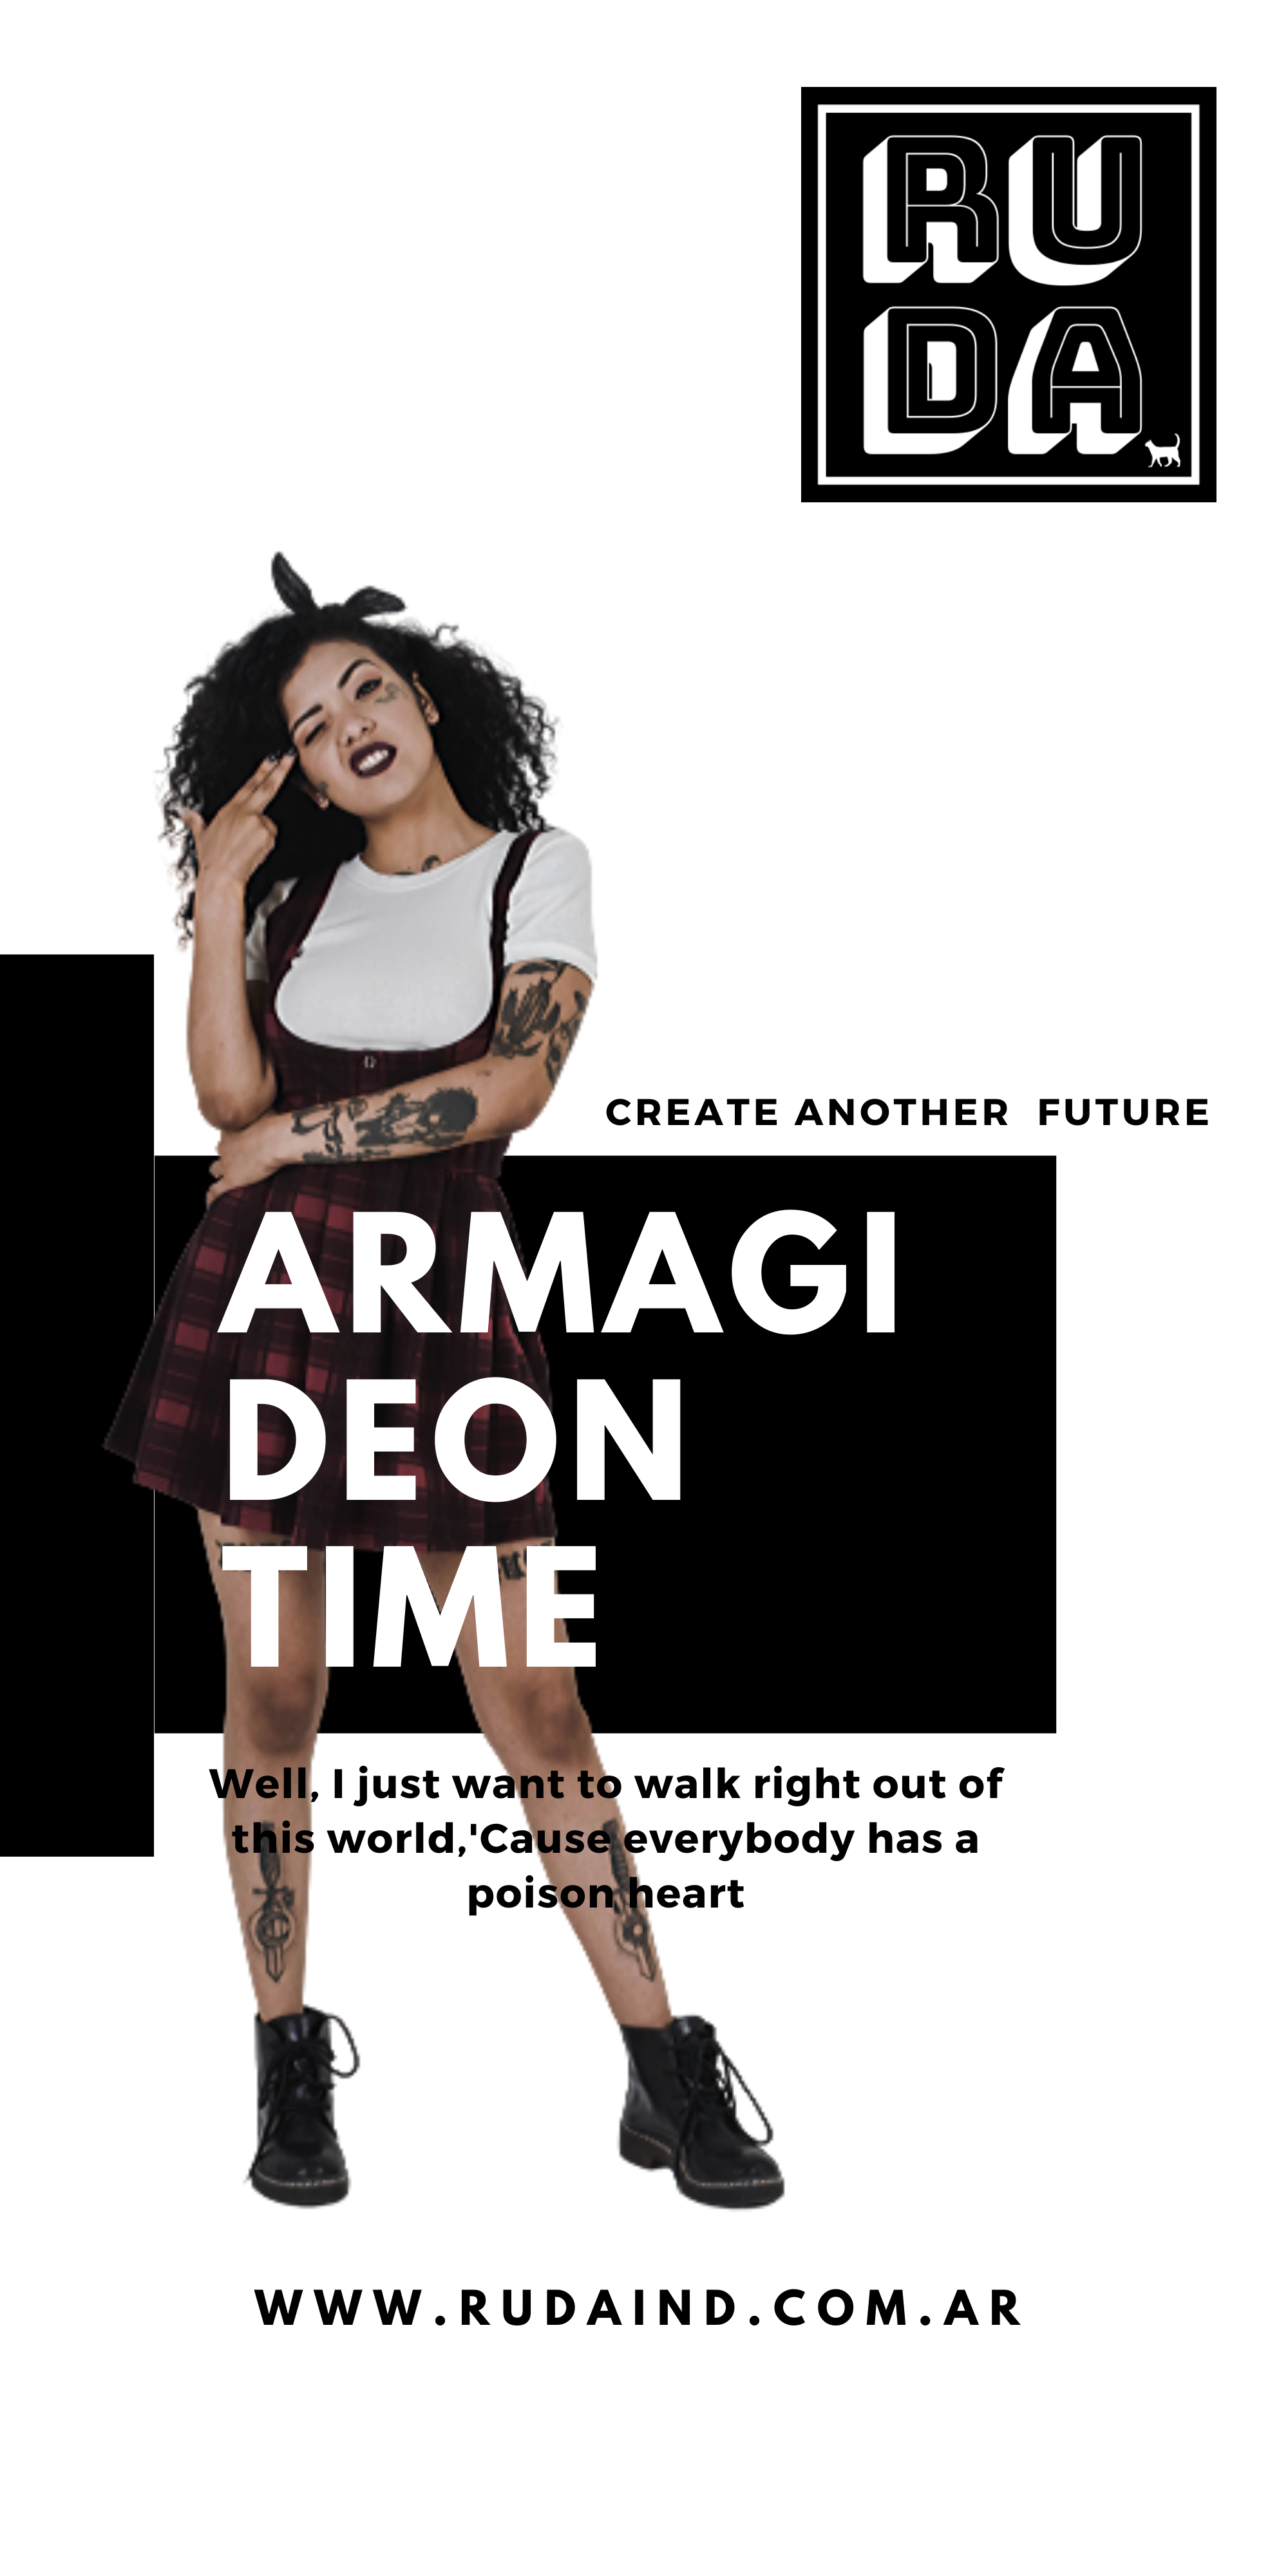 RU
DA
CREATE ANOTHER FUTURE
ARMAGI
DEON
TIME
Well, I just want to walk right out of
this world,'Cause everybody has a
poison heart
WWW.RUDAIND.COM.AR